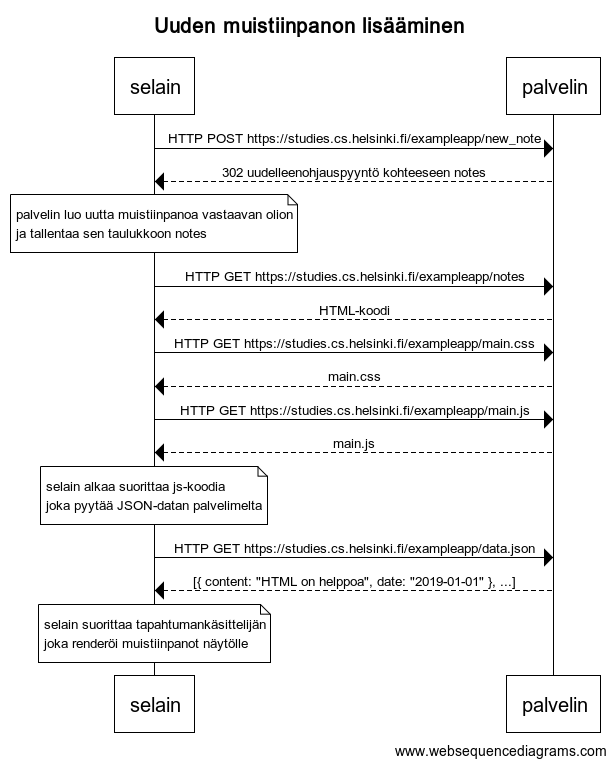 Uuden muistiinpanon lisääminen
selain
palvelin
HTTP POST https://studies.cs.helsinki.fi/exampleapp/new_note
302 uudelleenohjauspyyntö kohteeseen notes
palvelin luo uutta muistiinpanoa vastaavan olion
ja tallentaa sen taulukkoon notes
HTTP GET https://studies.cs.helsinki.fi/exampleapp/notes
HTML-koodi
HTTP GET https://studies.cs.helsinki.fi/exampleapp/main.css
main.css
HTTP GET https://studies.cs.helsinki.fi/exampleapp/main.js
main.js
selain alkaa suorittaa js-koodia
joka pyytää JSON-datan palvelimelta
HTTP GET https://studies.cs.helsinki.fi/exampleapp/data.json
[{ content: "HTML on helppoa", date: "2019-01-01" }, ...]
selain suorittaa tapahtumankäsittelijän
joka renderöi muistiinpanot näytölle
selain
palvelin
www.websequencediagrams.com